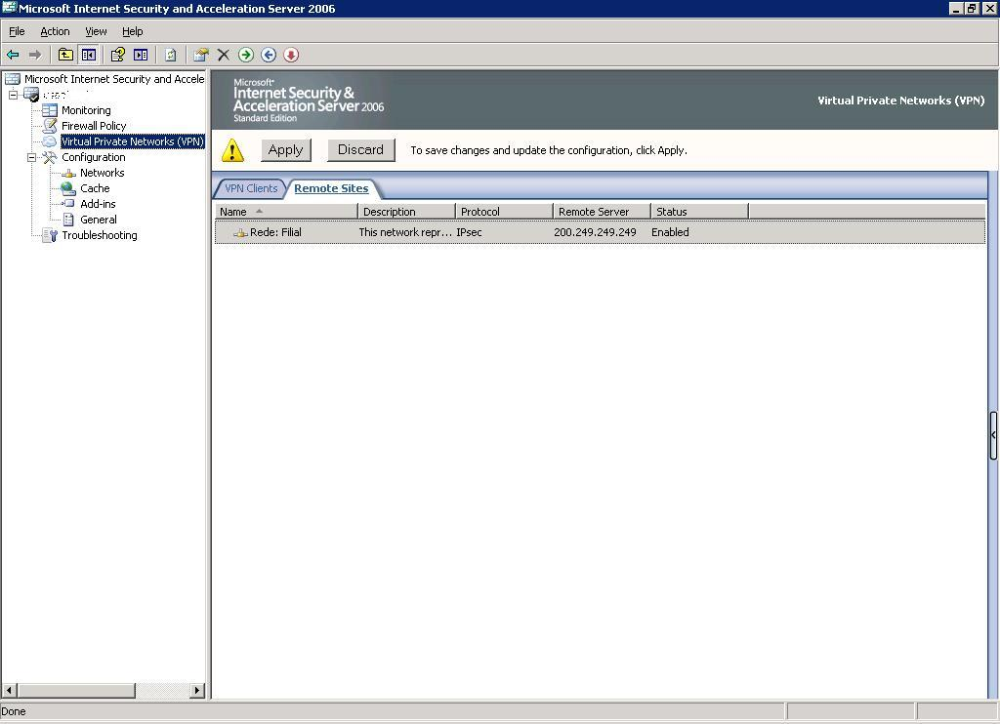 Microsoft Internet Security and Acceleration Server 2006
File Action View Help
Microsoft Internet Security and Accele
Monitoring
Firewall Policy
Virtual Private Networks (VPN)
Configuration
Networks
Cache
Add-ins
General
Troubleshooting
Microsoft®
Internet Security &
Acceleration Server 2006
Standard Edition
Virtual Private Networks (VPN)
Apply Discard To save changes and update the configuration, click Apply.
VPN Clients Remote Sites
Name Description Protocol Remote Server Status
Rede: Filial This network repr... IPsec 200.249.249.249 Enabled
Done